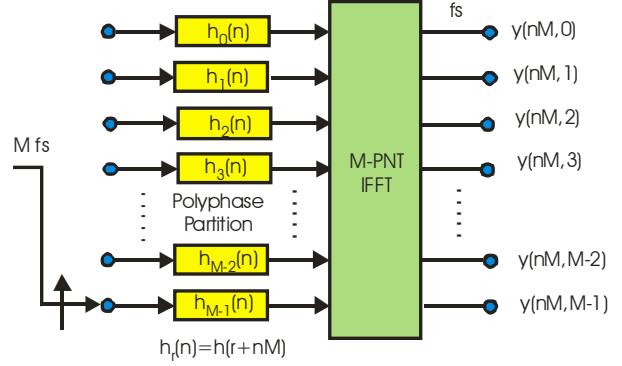 fs
h0(n)
y(nM,0)
h1(n)
y(nM,1)
h2(n)
y(nM,2)
M fs
h3(n)
M-PNT
IFFT
y(nM,3)
Polyphase
Partition
hM-2(n)
y(nM,M-2)
hM-1(n)
y(nM,M-1)
hr(n)=h(r+nM)